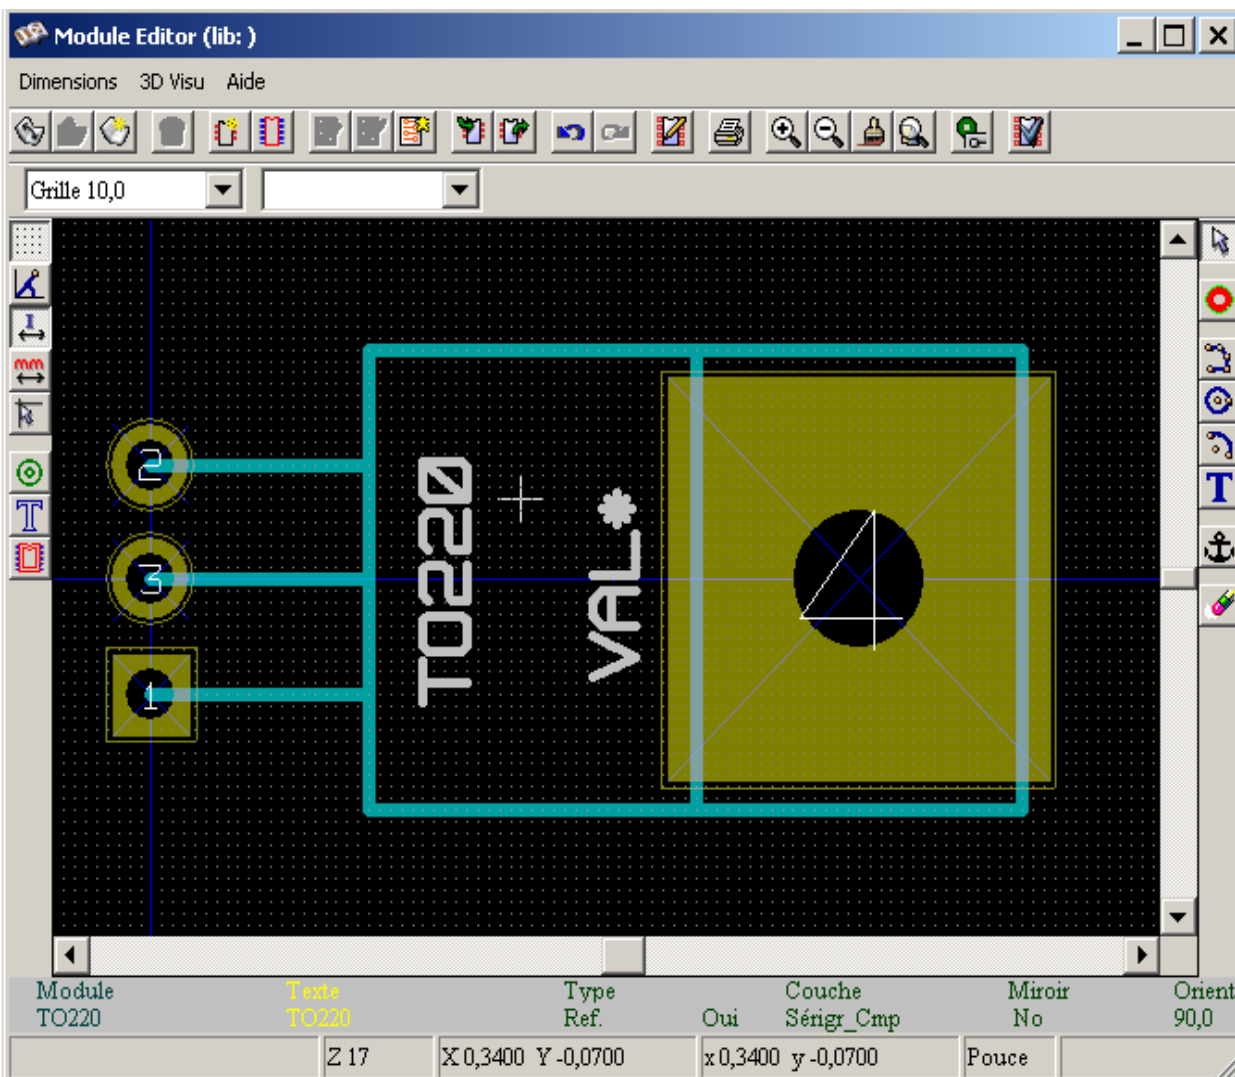 Module Editor (lib: )
Dimensions 3D Visu Aide
Grille 10,0
mm
T
T
2
3
1
TO220
VAL*
4
Module Texte Type Couche Miroir Orient
TO220 TO220 Ref. Oui Sérigr_Cmp No 90,0
Z 17 X 0,3400 Y -0,0700 x 0,3400 y -0,0700 Pouce